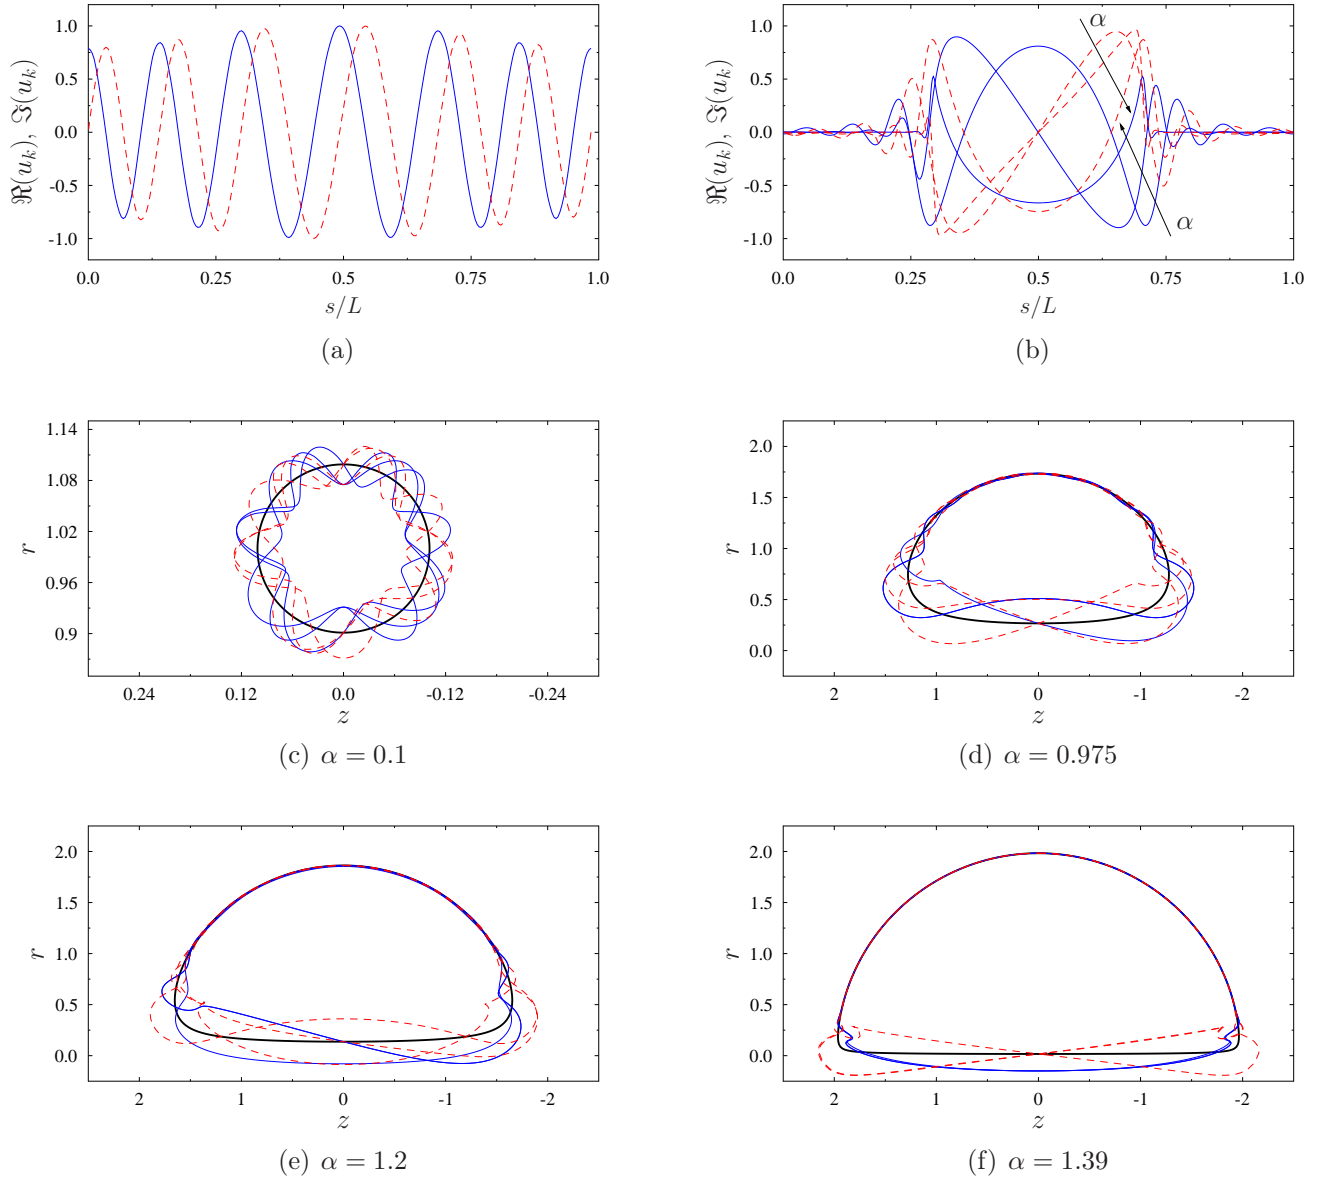 1.0
0.5
0.0
-0.5
-1.0
ℜ(u_k), ℑ(u_k)
0.0 0.25 0.5 0.75 1.0
s/L
(a)
1.0
0.5
0.0
-0.5
-1.0
ℜ(u_k), ℑ(u_k)
α
α
0.0 0.25 0.5 0.75 1.0
s/L
(b)
1.14
1.08
1.02
0.96
0.9
r
0.24 0.12 0.0 -0.12 -0.24
z
(c) α = 0.1
2.0
1.5
1.0
0.5
0.0
r
2 1 0 -1 -2
z
(d) α = 0.975
2.0
1.5
1.0
0.5
0.0
r
2 1 0 -1 -2
z
(e) α = 1.2
2.0
1.5
1.0
0.5
0.0
r
2 1 0 -1 -2
z
(f) α = 1.39